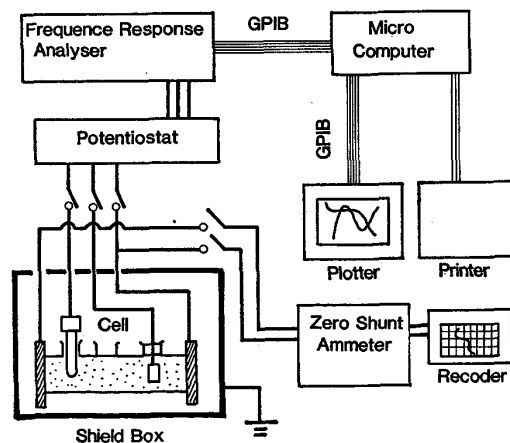 Frequence Response
Analyser
GPIB
Micro
Computer
Potentiostat
GPIB
Plotter
Printer
Cell
Zero Shunt
Ammeter
Recoder
Shield Box